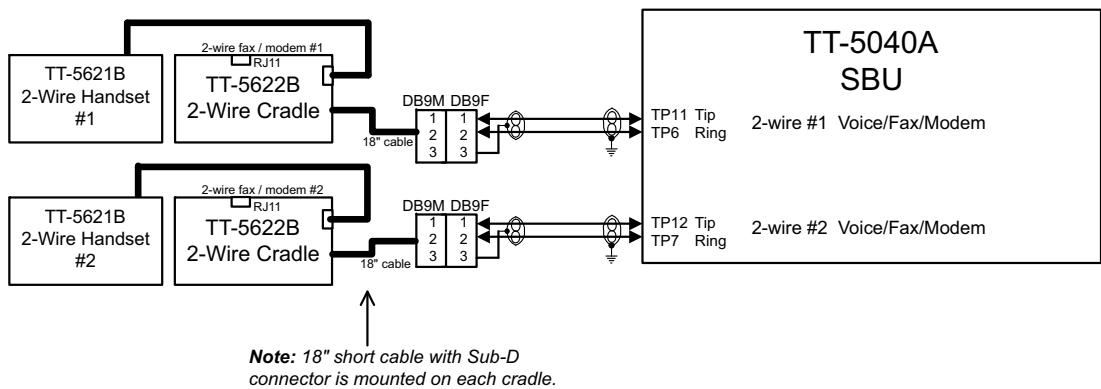 TT-5621B
2-Wire Handset
#1
2-wire fax / modem #1
RJ11
TT-5622B
2-Wire Cradle
18" cable
DB9M DB9F
1 1
2 2
3 3
TT-5040A
SBU
TP11 Tip
TP6 Ring
2-wire #1 Voice/Fax/Modem
TT-5621B
2-Wire Handset
#2
2-wire fax / modem #2
RJ11
TT-5622B
2-Wire Cradle
18" cable
DB9M DB9F
1 1
2 2
3 3
TP12 Tip
TP7 Ring
2-wire #2 Voice/Fax/Modem
Note: 18" short cable with Sub-D
connector is mounted on each cradle.